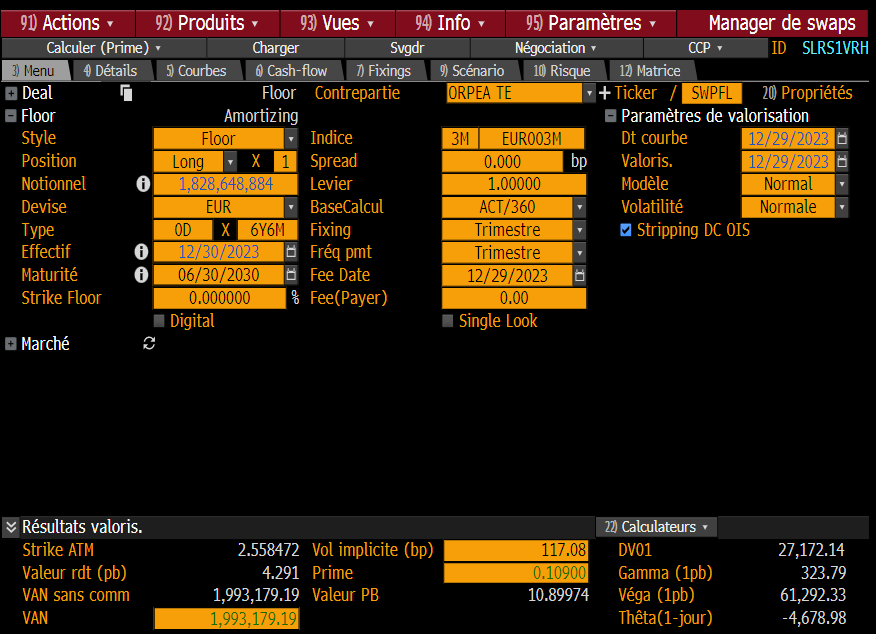 91) Actions 92) Produits 93) Vues 94) Info 95) Paramètres Manager de swaps
Calculer (Prime) Charger Svgdr Négociation CCP ID SLRS1VRH
3) Menu 4) Détails 5) Courbes 6) Cash-flow 7) Fixings 9) Scénario 10) Risque 12) Matrice
Deal Floor Contrepartie ORPEA TE Ticker / SWPFL 20) Propriétés
Floor Amortizing Paramètres de valorisation
Style Floor Indice 3M EUR003M Dt courbe 12/29/2023
Position Long X 1 Spread 0.000 bp Valoris. 12/29/2023
Notionnel 1,828,648,884 Levier 1.00000 Modèle Normal
Devise EUR BaseCalcul ACT/360 Volatilité Normale
Type 0D X 6Y6M Fixing Trimestre Stripping DC OIS
Effectif 12/30/2023 Fréq pmt Trimestre
Maturité 06/30/2030 Fee Date 12/29/2023
Strike Floor 0.000000 % Fee(Payer) 0.00
Digital Single Look
Marché
Résultats valoris. 22) Calculateurs
Strike ATM 2.558472 Vol implicite (bp) 117.08 DV01 27,172.14
Valeur rdt (pb) 4.291 Prime 0.10900 Gamma (1pb) 323.79
VAN sans comm 1,993,179.19 Valeur PB 10.89974 Véga (1pb) 61,292.33
VAN 1,993,179.19 Thêta(1-jour) -4,678.98